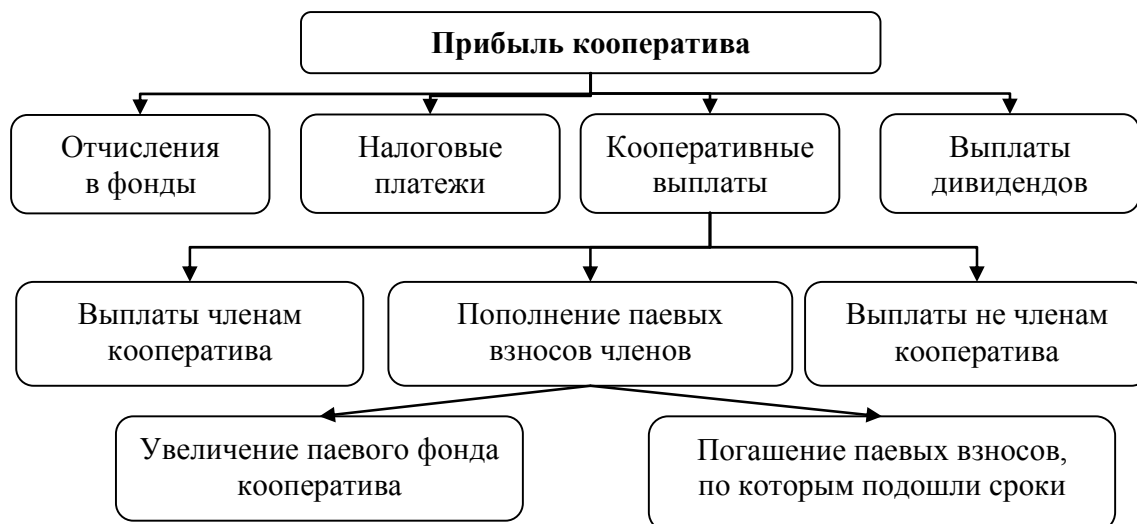 Прибыль кооператива
Отчисления
в фонды
Налоговые
платежи
Кооперативные
выплаты
Выплаты
дивидендов
Выплаты членам
кооператива
Пополнение паевых
взносов членов
Выплаты не членам
кооператива
Увеличение паевого фонда
кооператива
Погашение паевых взносов,
по которым подошли сроки